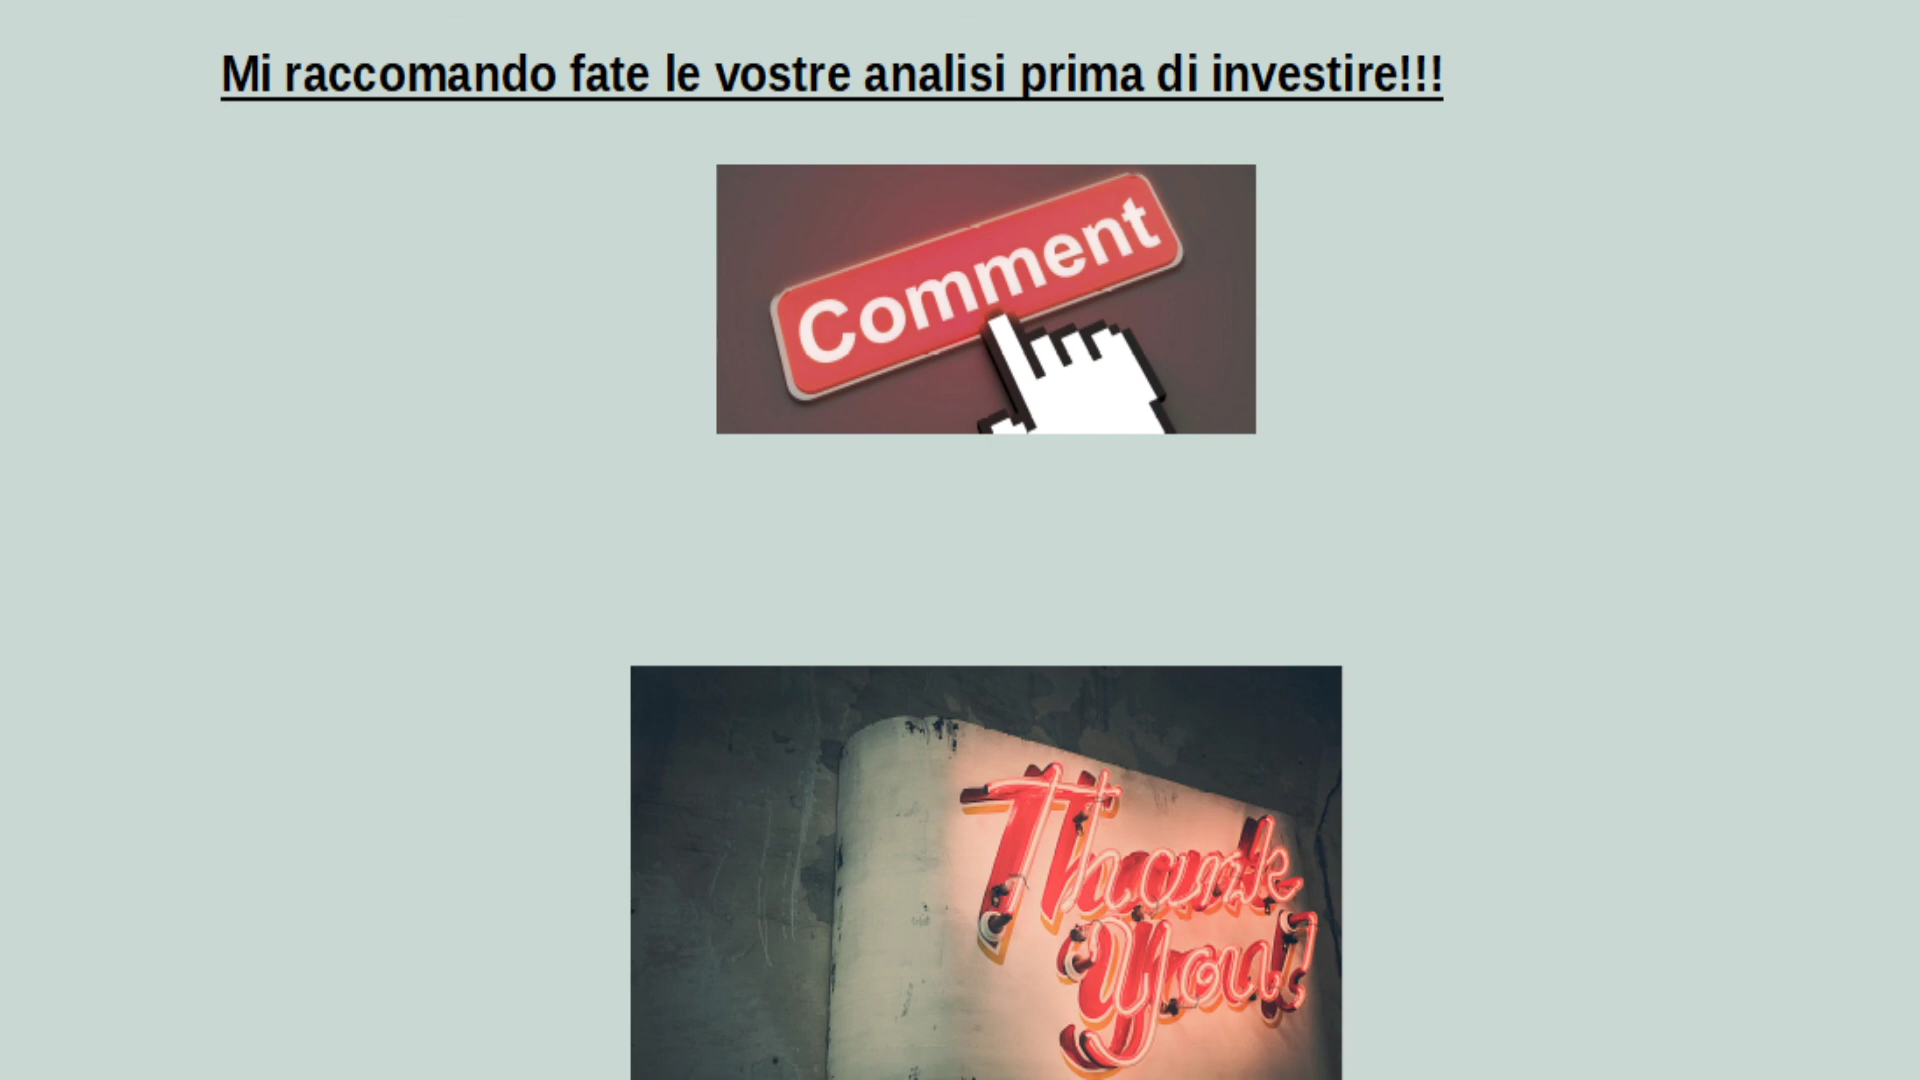 Mi raccomando fate le vostre analisi prima di investire!!!
Comment
Thank
you!